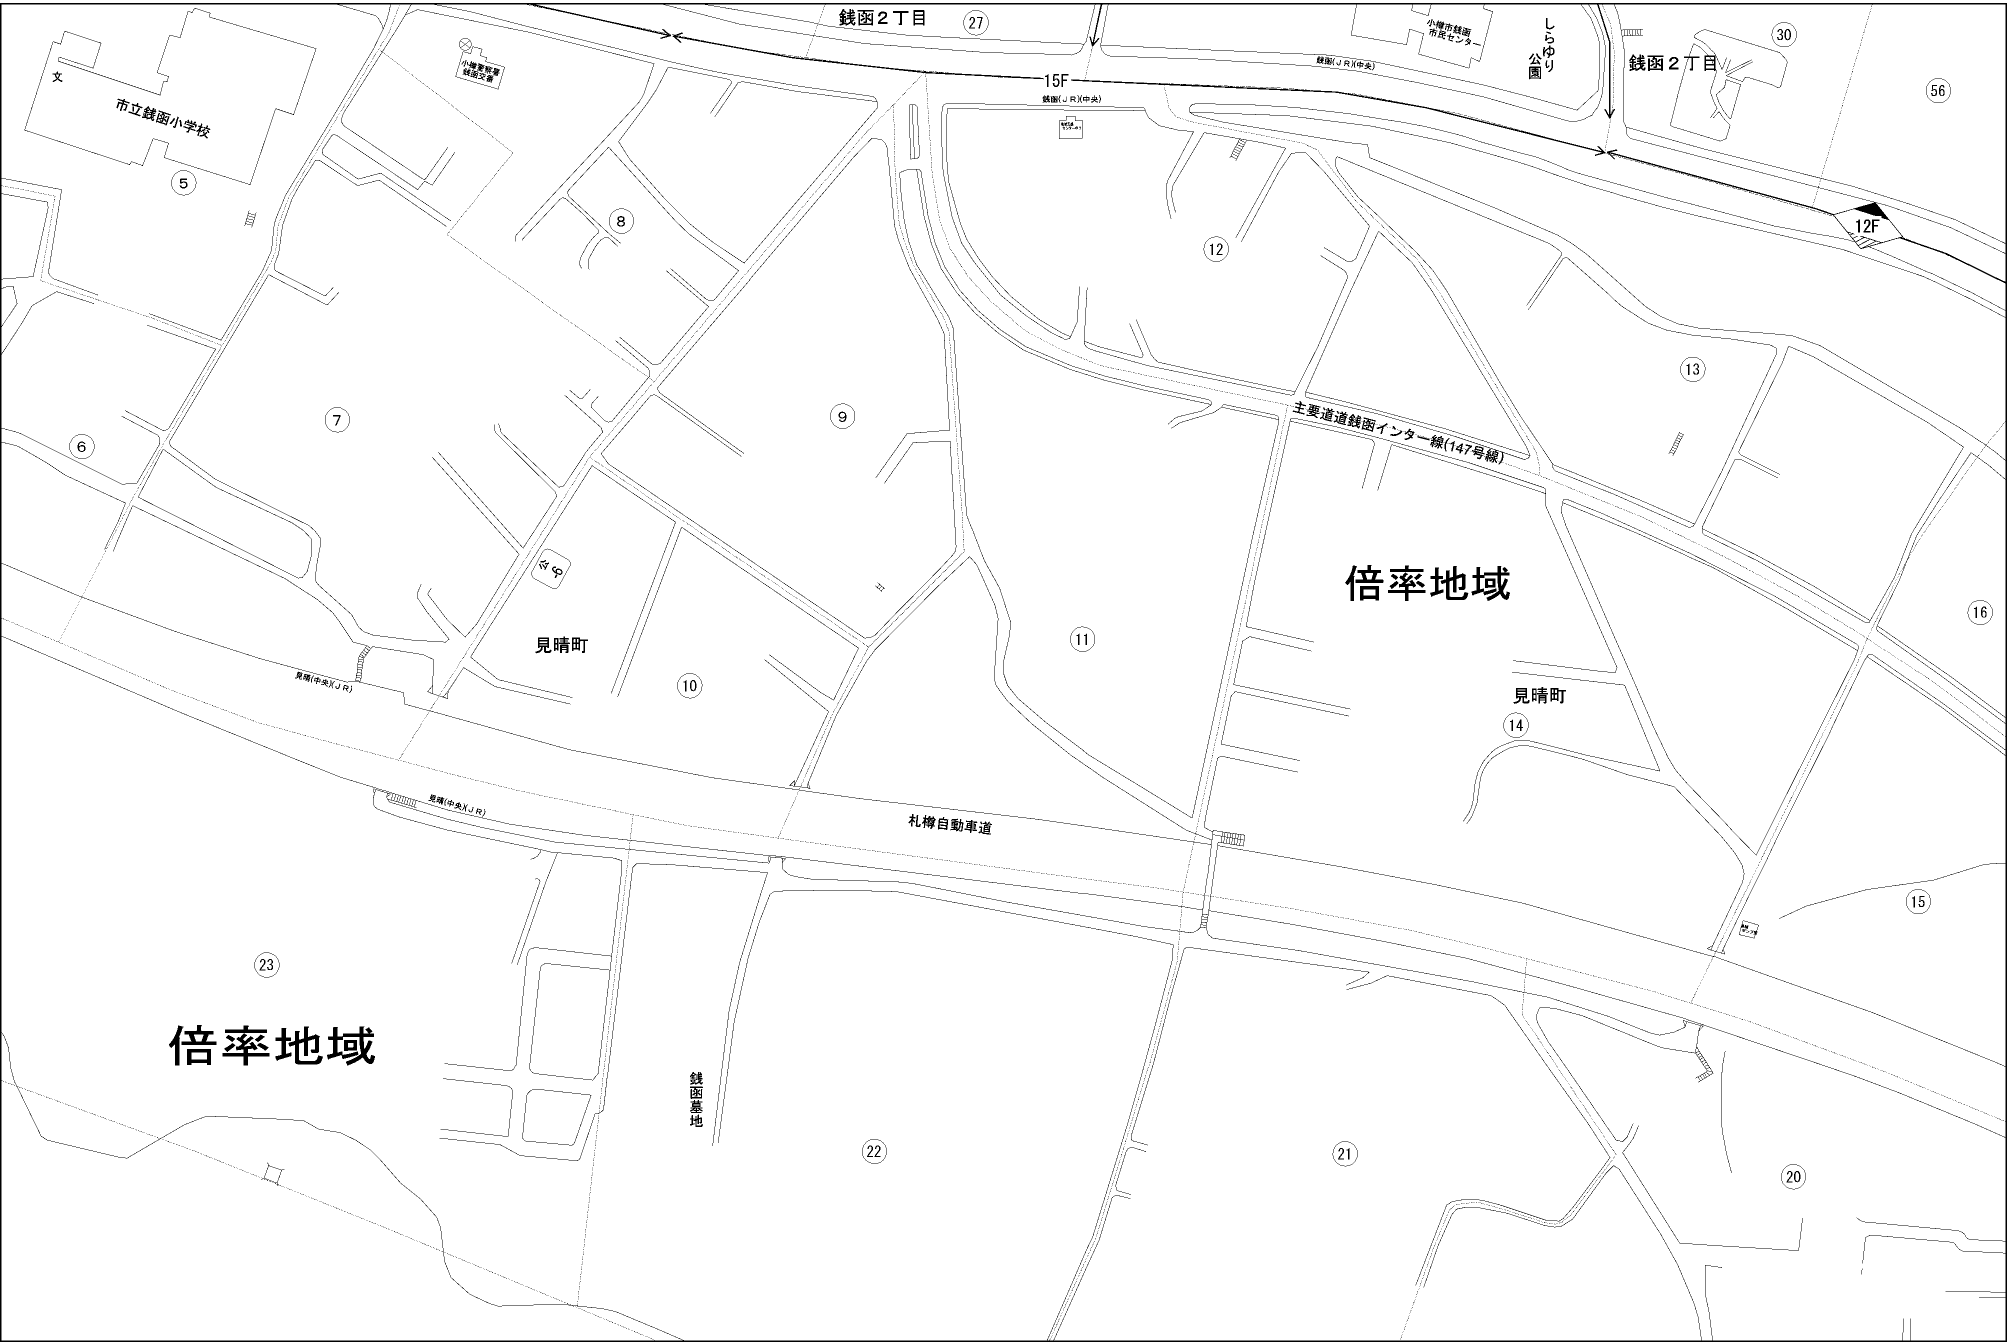 銭函2丁目
27
小樽市銭函
市民センター
しらゆり
公園
30
銭函2丁目
56
文
市立銭函小学校
小樽警察署
銭函交番
銭函(JR)(中央)
15F
銭函(JR)(中央)
5
8
12
12F
13
7
9
6
主要道道銭函インター線(147号線)
公
-6
倍率地域
16
見晴町
11
10
見晴(中央)(JR)
見晴町
14
見晴(中央)(JR)
札樽自動車道
15
23
倍率地域
銭函墓地
22
21
20